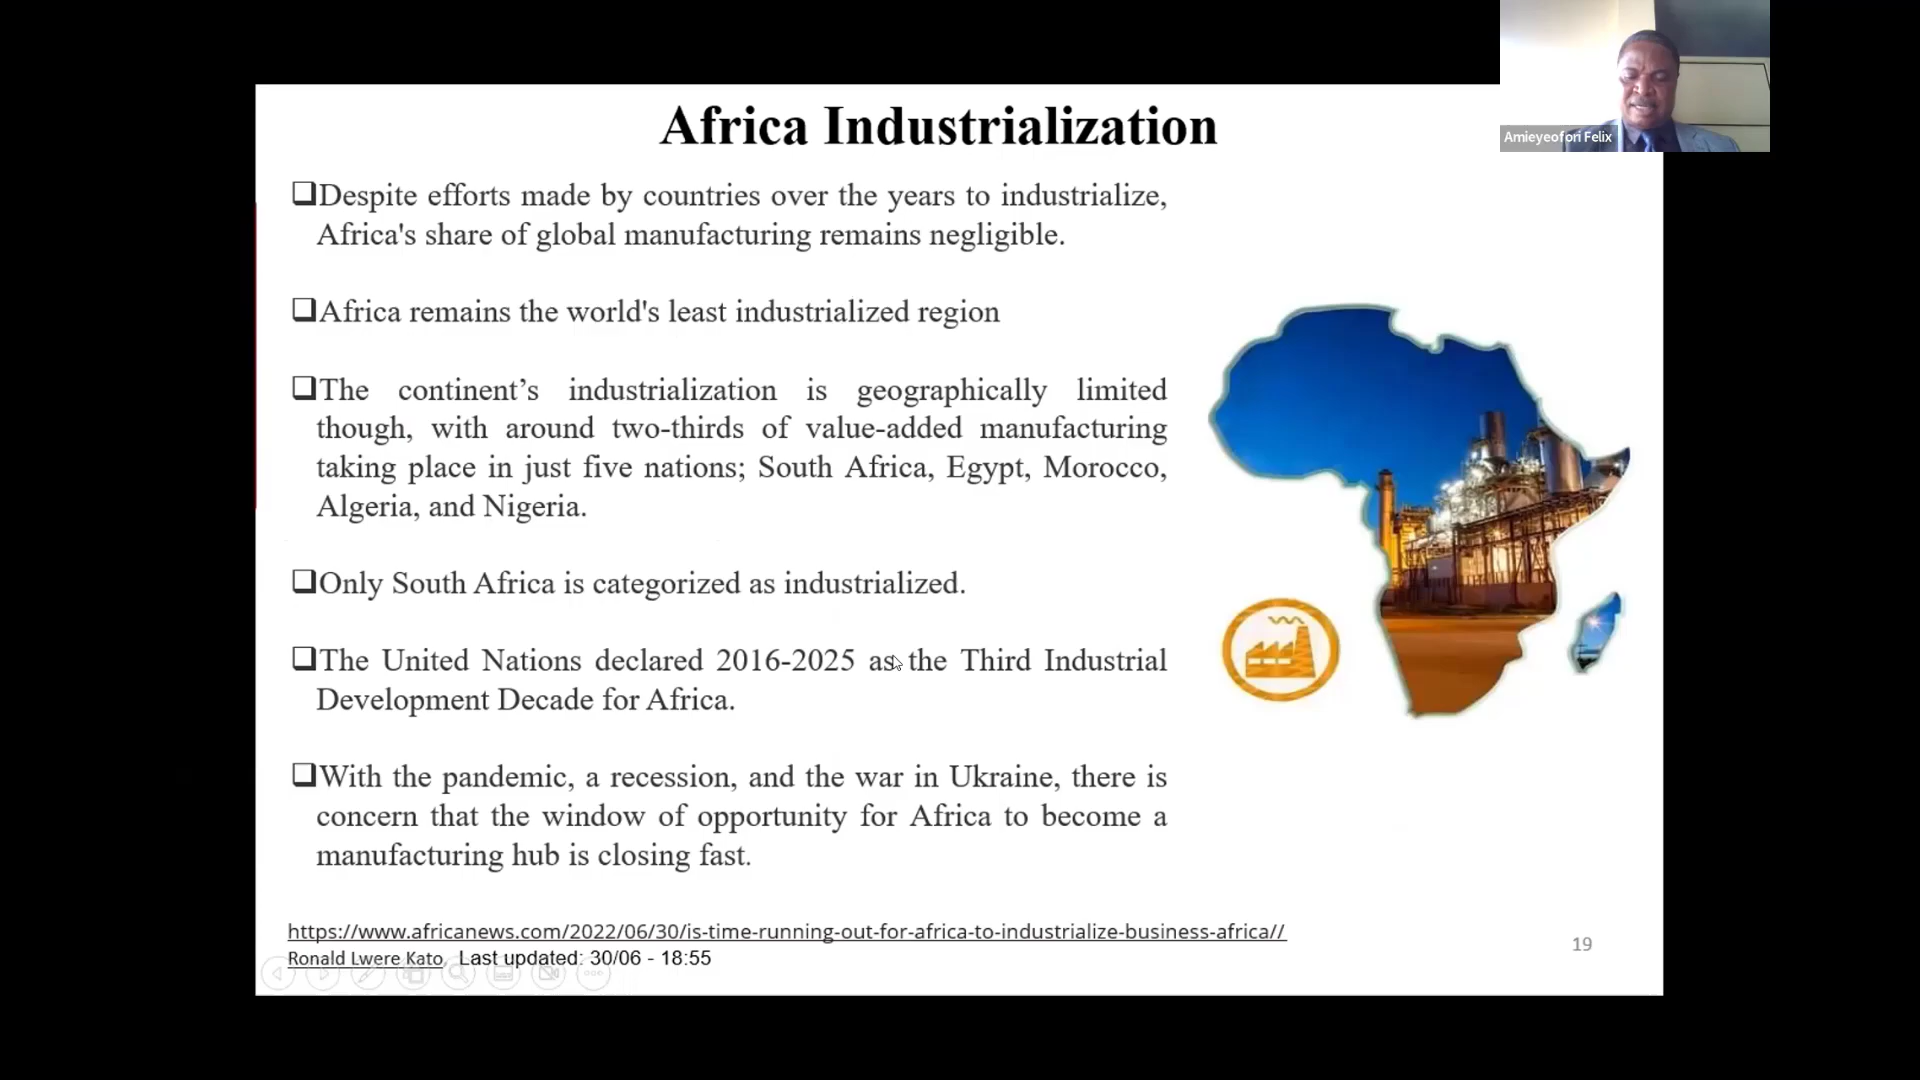 Africa Industrialization
Amieyeofori Felix
❑Despite efforts made by countries over the years to industrialize,
Africa's share of global manufacturing remains negligible.
❑Africa remains the world's least industrialized region
❑The continent’s industrialization is geographically limited
though, with around two-thirds of value-added manufacturing
taking place in just five nations; South Africa, Egypt, Morocco,
Algeria, and Nigeria.
❑Only South Africa is categorized as industrialized.
❑The United Nations declared 2016-2025 as the Third Industrial
Development Decade for Africa.
❑With the pandemic, a recession, and the war in Ukraine, there is
concern that the window of opportunity for Africa to become a
manufacturing hub is closing fast.
https://www.africanews.com/2022/06/30/is-time-running-out-for-africa-to-industrialize-business-africa//
Ronald Lwere Kato Last updated: 30/06 - 18:55
19